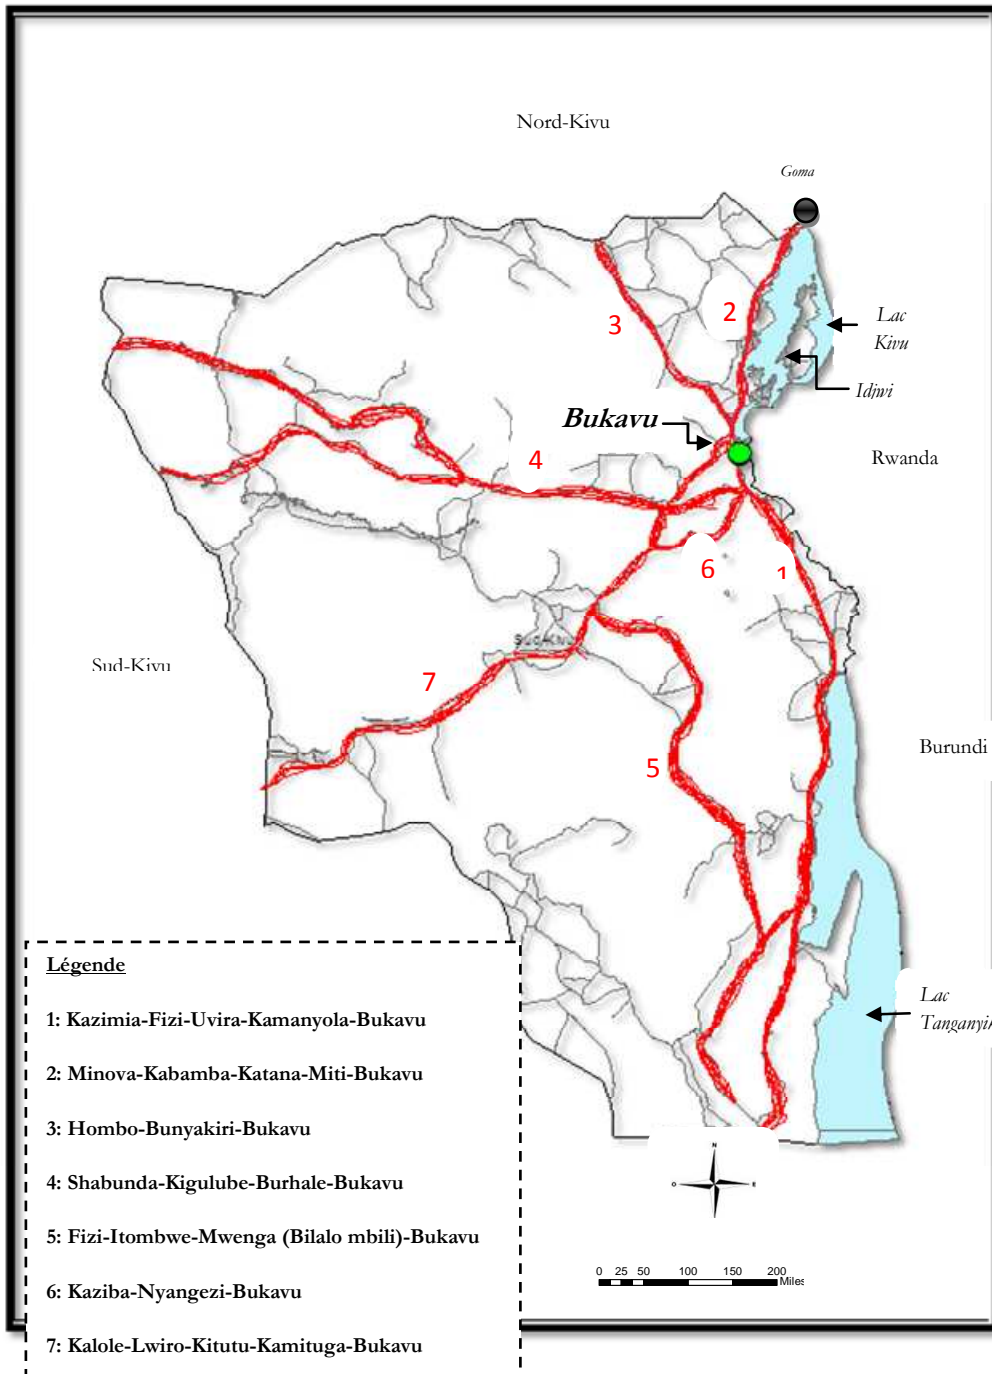 Nord-Kivu
Goma
2
3
Lac
Kivu
Idjwi
Bukavu
4
Rwanda
6
1
Sud-Kivu
Sud-Kivu
7
5
Burundi
Lac
Tanganyik
Légende
1: Kazimia-Fizi-Uvira-Kamanyola-Bukavu
2: Minova-Kabamba-Katana-Miti-Bukavu
3: Hombo-Bunyakiri-Bukavu
4: Shabunda-Kigulube-Burhale-Bukavu
5: Fizi-Itombwe-Mwenga (Bilalo mbili)-Bukavu
6: Kaziba-Nyangezi-Bukavu
7: Kalole-Lwiro-Kitutu-Kamituga-Bukavu
N
O E
S
0 25 50 100 150 200
Miles